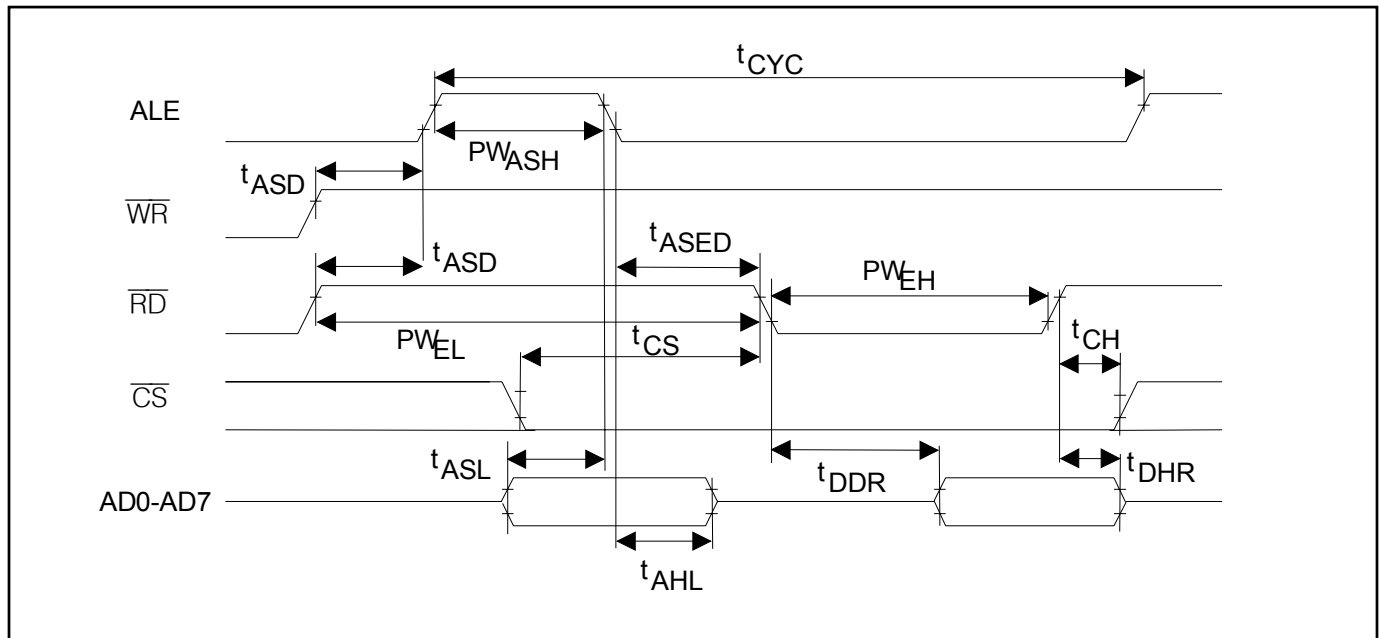 tCYC
ALE
PWASH
tASD
WR
tASED
tASD
PWEH
RD
PWEL
tCS
tCH
CS
tASL
tDDR
tDHR
AD0-AD7
tAHL